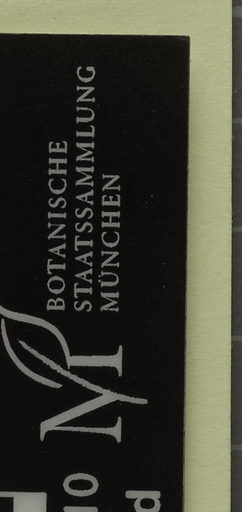 BOTANISCHE
STAATSSAMMLUNG
MÜNCHEN
M